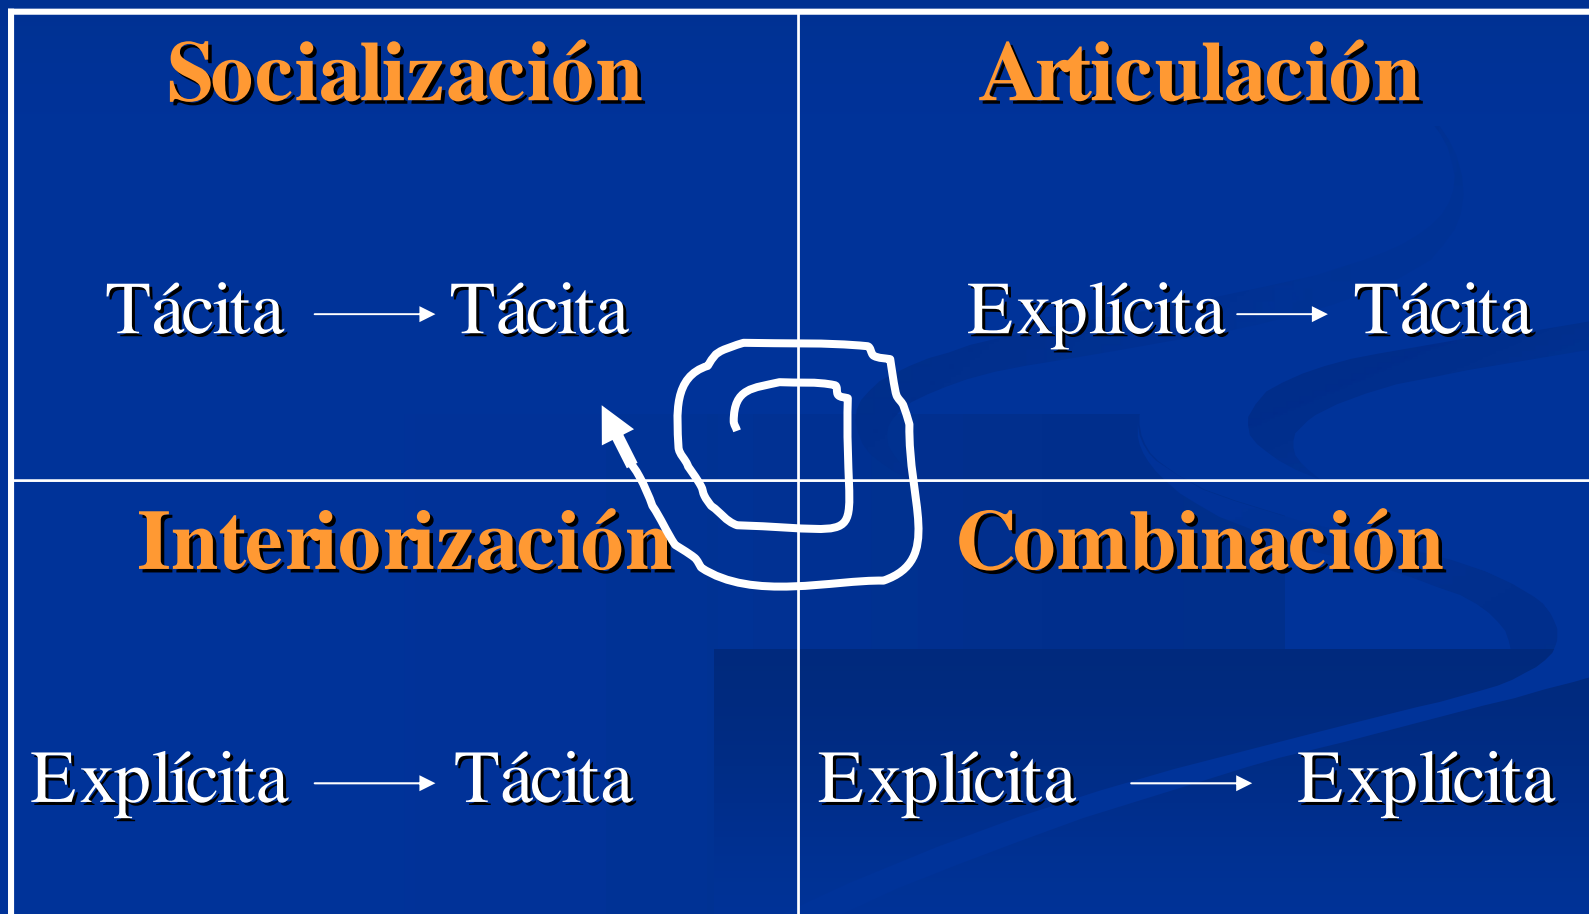 Socialización
Tácita → Tácita
Articulación
Explícita → Tácita
Interiorización
Explícita → Tácita
Combinación
Explícita → Explícita